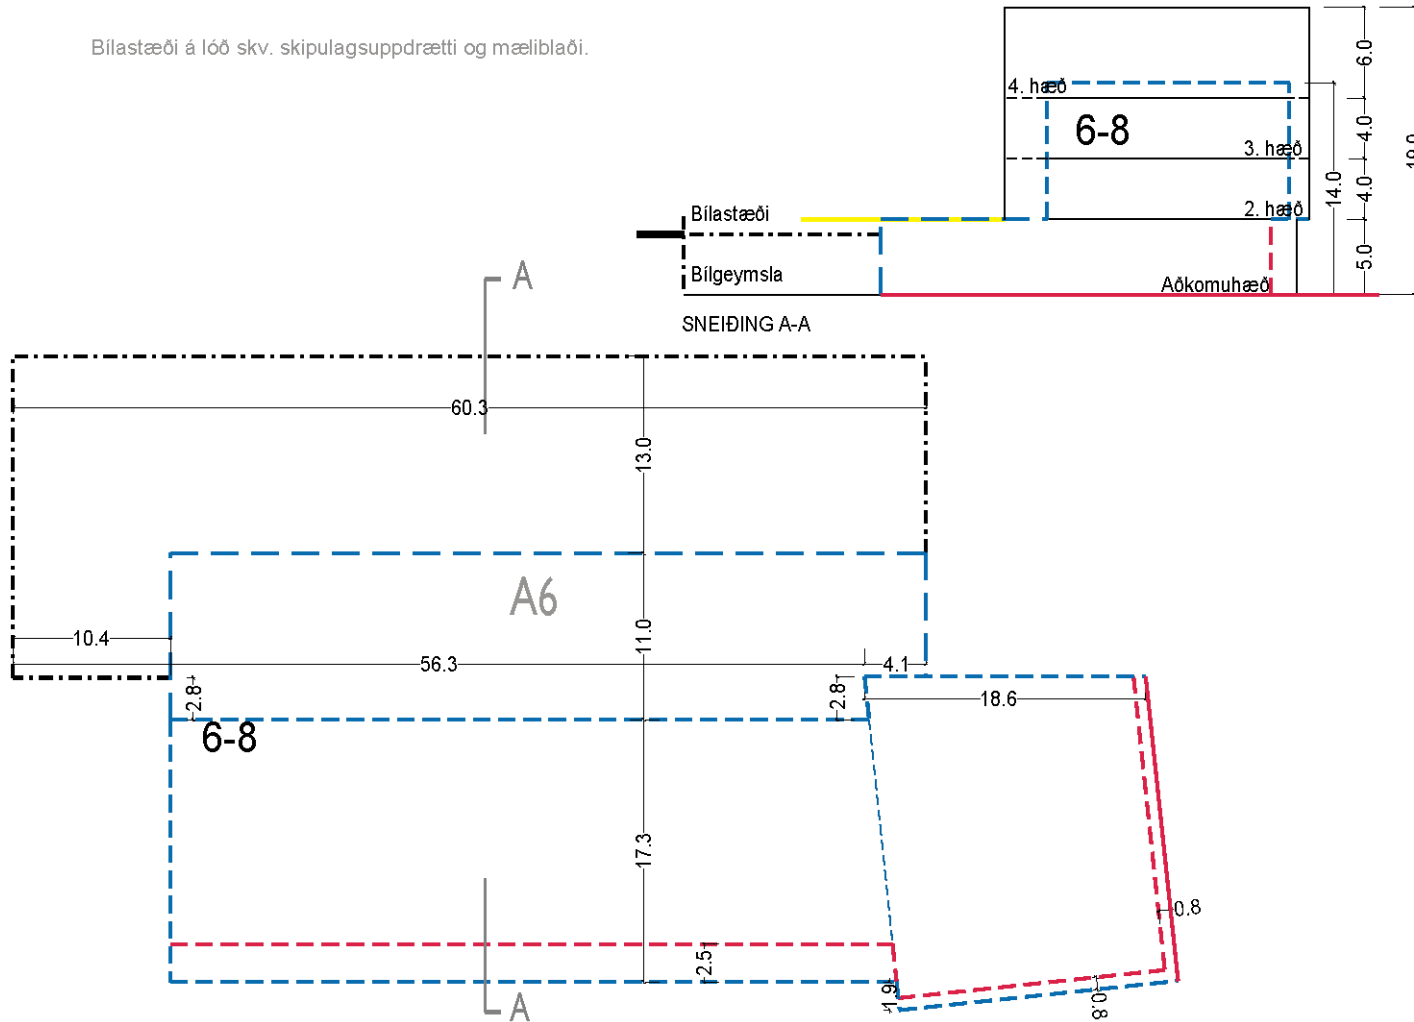 Bílastæði á lóð skv. skipulagsuppdrætti og mæliblaði.
4. hæð
6-8
3. hæð
2. hæð
Bílastæði
Bílgeymsla
Aðkomuhæð
6.0
4.0
4.0
5.0
14.0
19.0
SNEIÐING A-A
A
60.3
13.0
A6
11.0
10.4
56.3
4.1
2.8
2.8
18.6
6-8
17.3
0.8
2.5
1.9
0.8
A